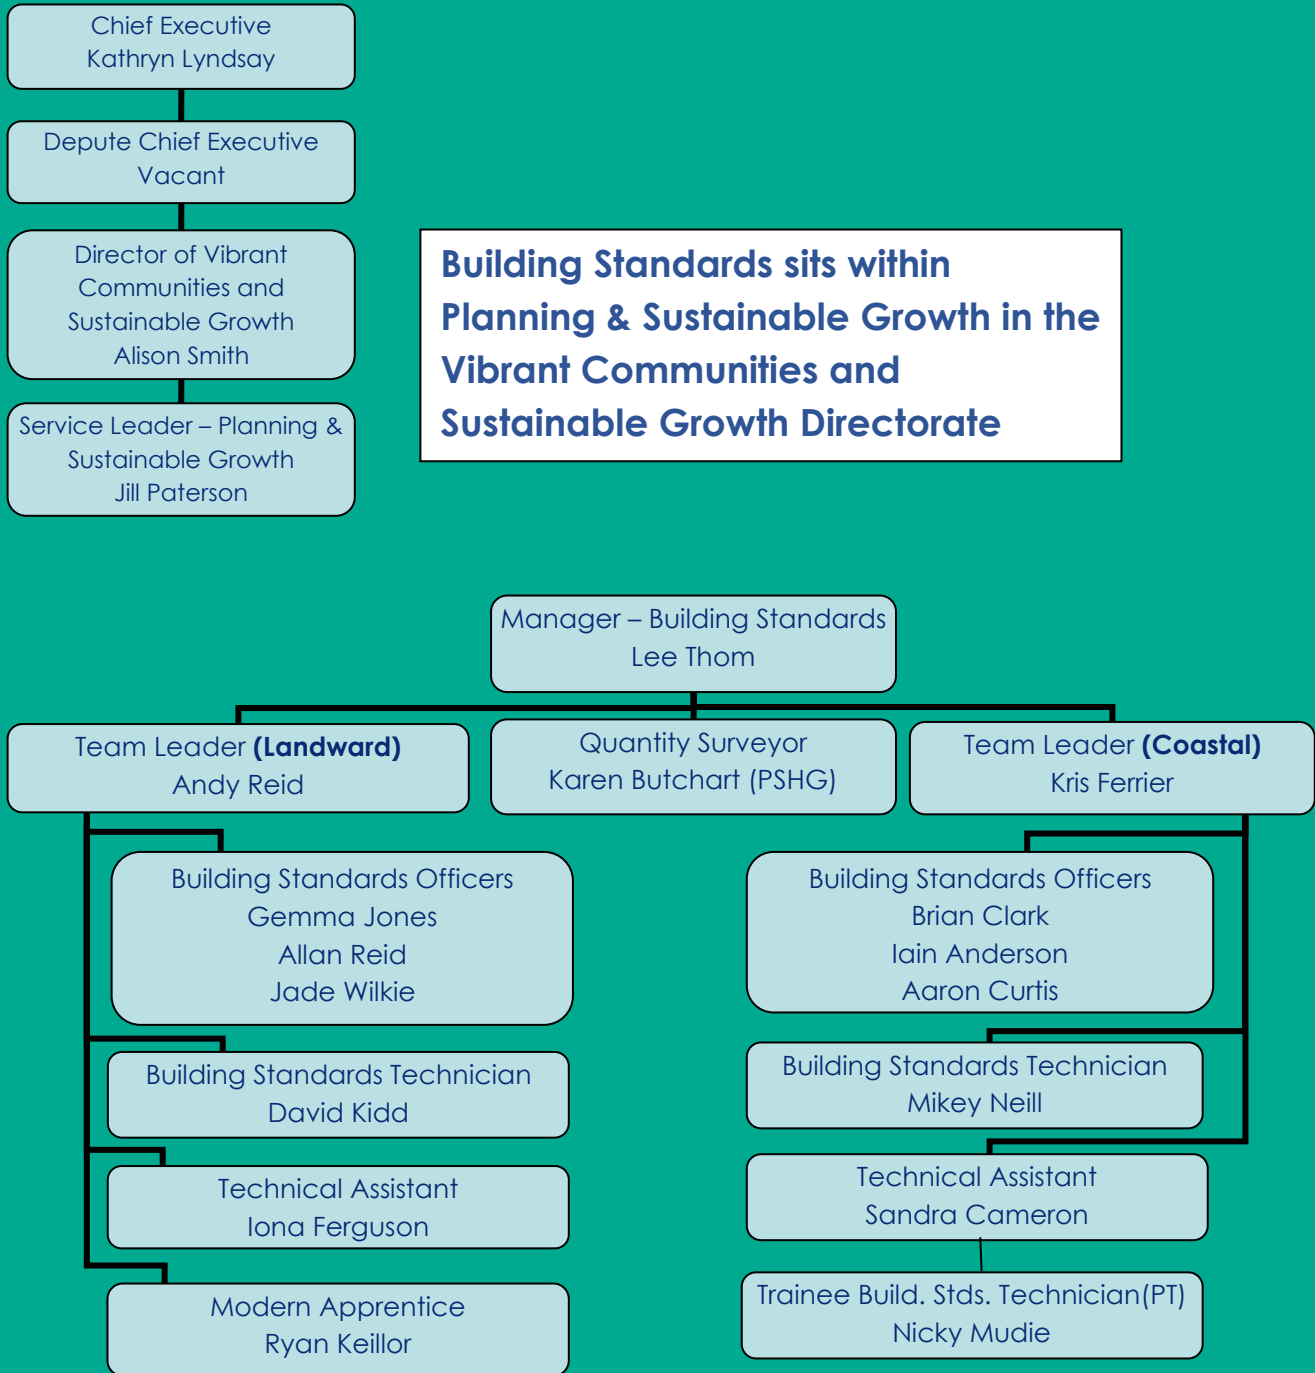 Chief Executive
Kathryn Lyndsay
Depute Chief Executive
Vacant
Director of Vibrant
Communities and
Sustainable Growth
Alison Smith
Service Leader – Planning &
Sustainable Growth
Jill Paterson
Building Standards sits within
Planning & Sustainable Growth in the
Vibrant Communities and
Sustainable Growth Directorate
Manager – Building Standards
Lee Thom
Team Leader (Landward)
Andy Reid
Quantity Surveyor
Karen Butchart (PSHG)
Team Leader (Coastal)
Kris Ferrier
Building Standards Officers
Gemma Jones
Allan Reid
Jade Wilkie
Building Standards Technician
David Kidd
Technical Assistant
Iona Ferguson
Modern Apprentice
Ryan Keillor
Building Standards Officers
Brian Clark
Iain Anderson
Aaron Curtis
Building Standards Technician
Mikey Neill
Technical Assistant
Sandra Cameron
Trainee Build. Stds. Technician(PT)
Nicky Mudie